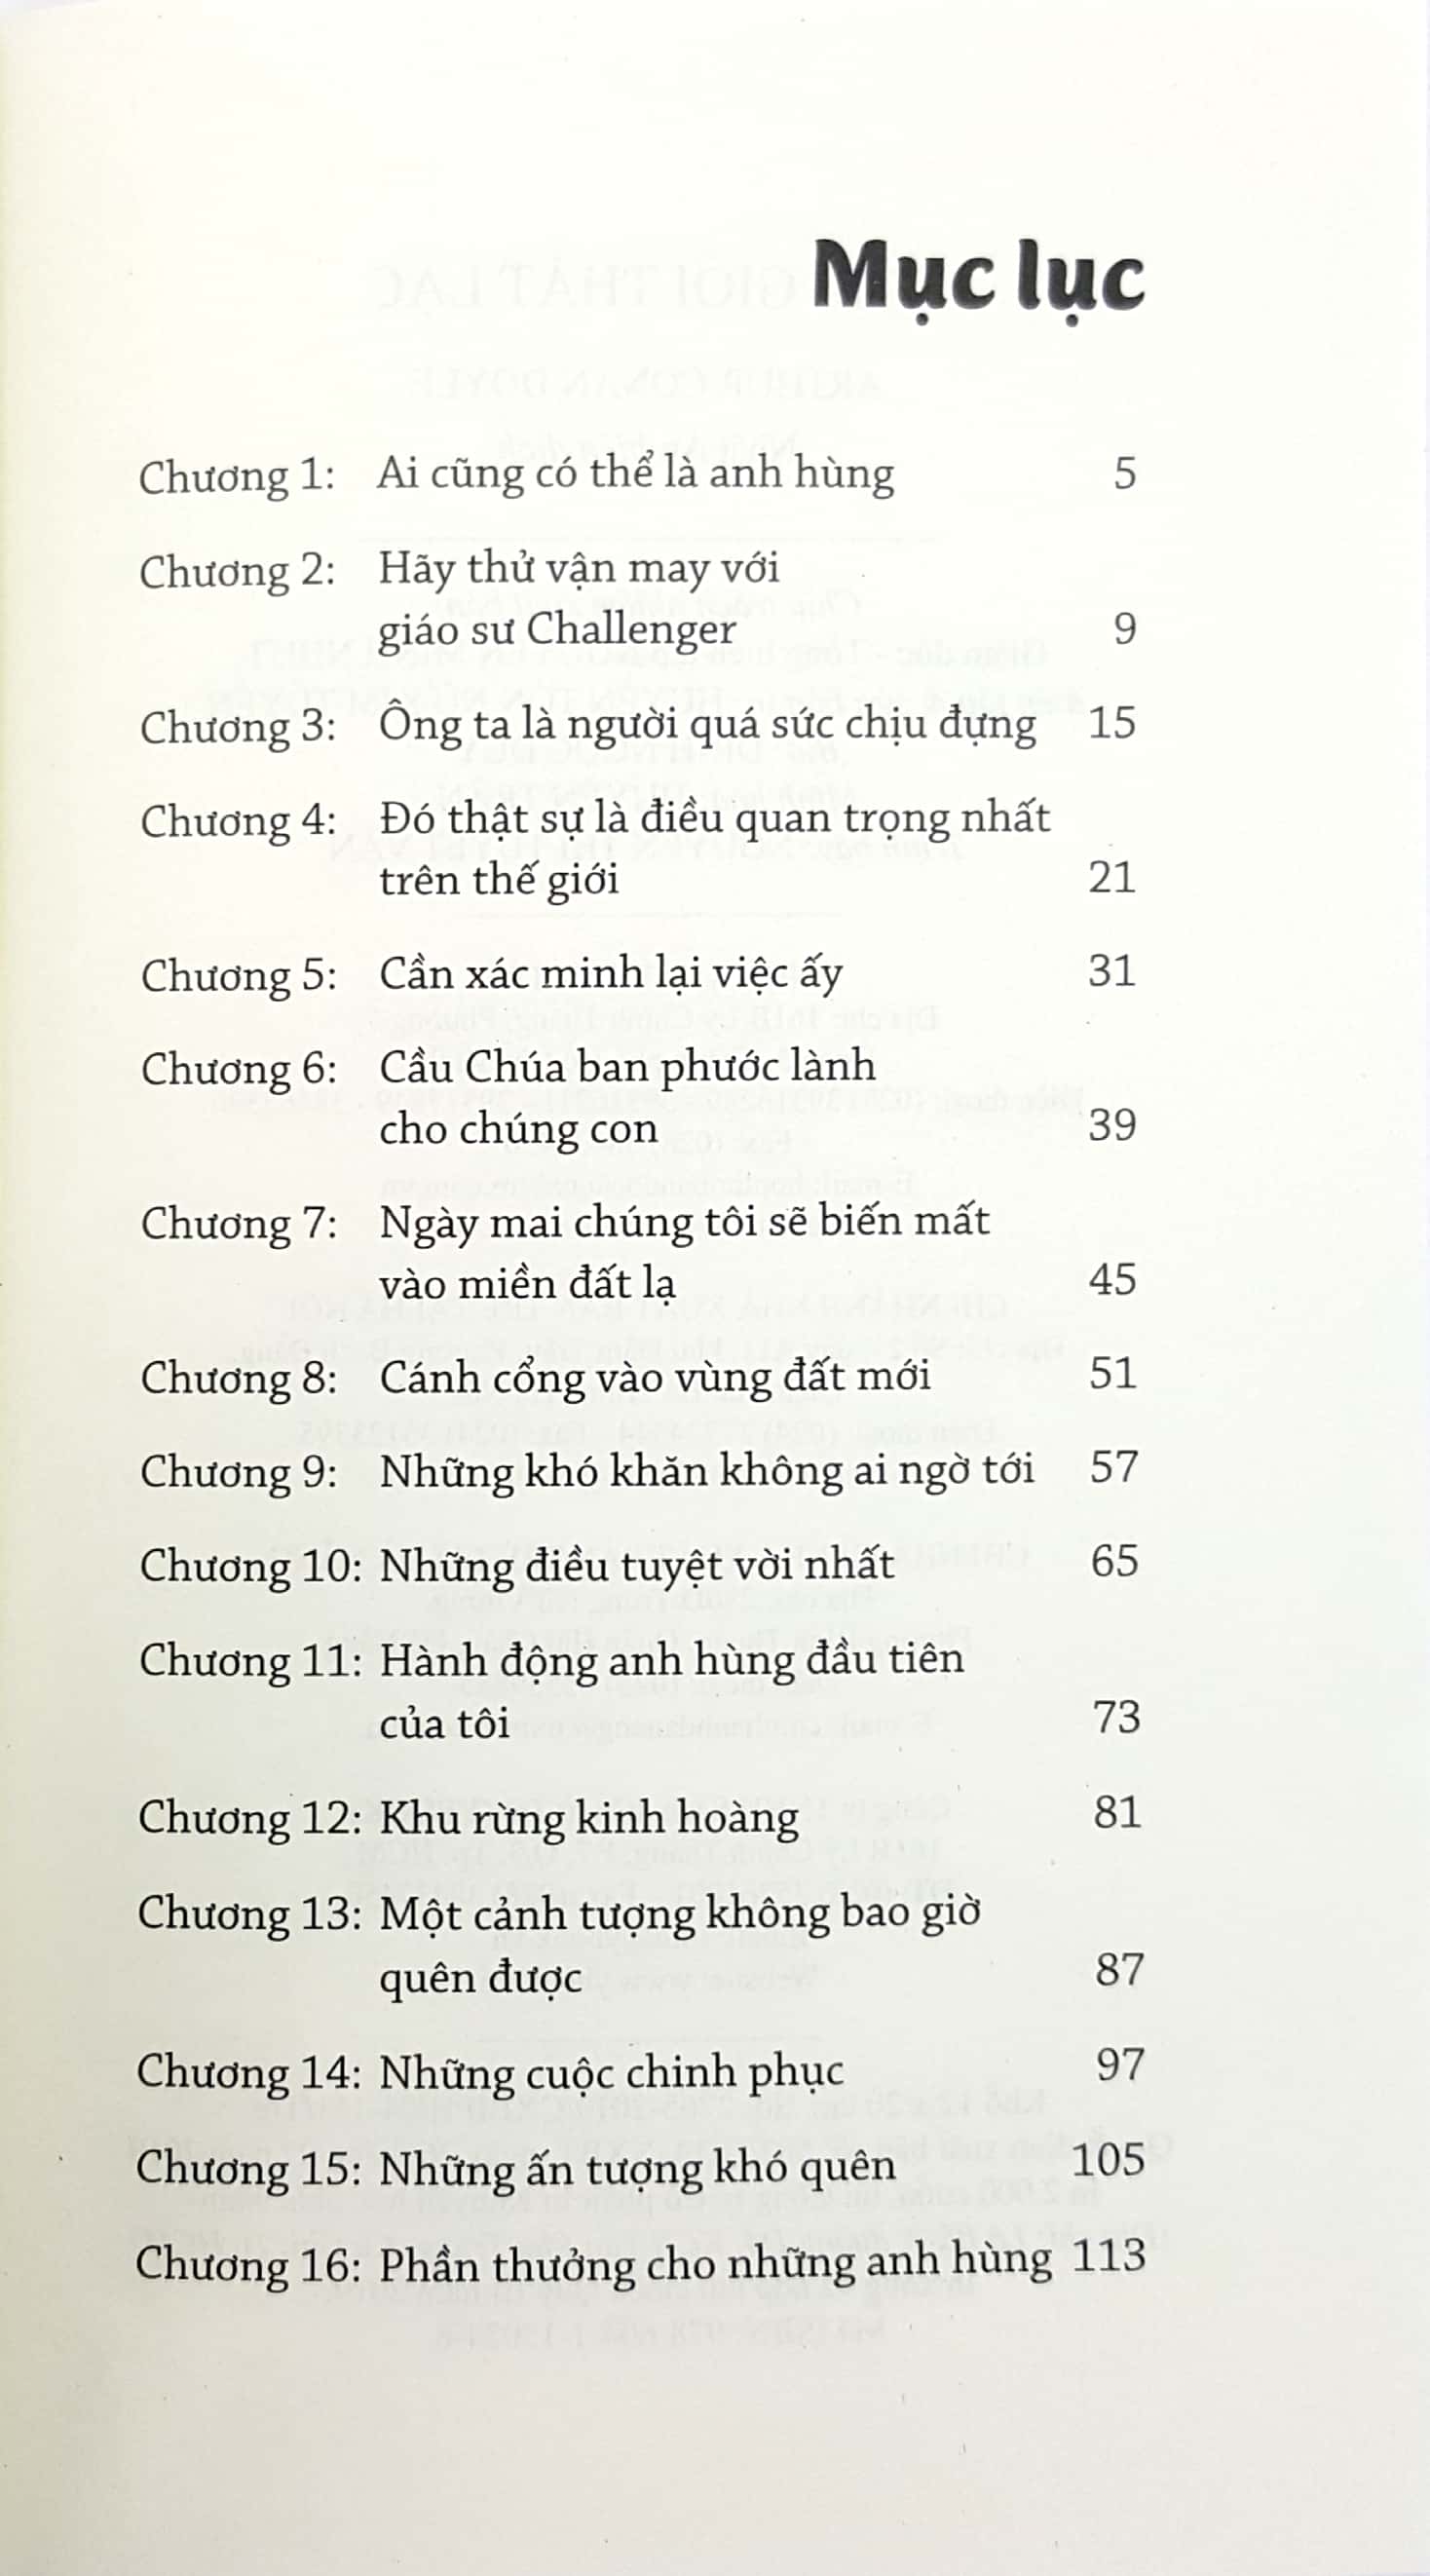 Mục lục
Chương 1: Ai cũng có thể là anh hùng 5
Chương 2: Hãy thử vận may với
giáo sư Challenger 9
Chương 3: Ông ta là người quá sức chịu đựng 15
Chương 4: Đó thật sự là điều quan trọng nhất
trên thế giới 21
Chương 5: Cần xác minh lại việc ấy 31
Chương 6: Cầu Chúa ban phước lành
cho chúng con 39
Chương 7: Ngày mai chúng tôi sẽ biến mất
vào miền đất lạ 45
Chương 8: Cánh cổng vào vùng đất mới 51
Chương 9: Những khó khăn không ai ngờ tới 57
Chương 10: Những điều tuyệt vời nhất 65
Chương 11: Hành động anh hùng đầu tiên
của tôi 73
Chương 12: Khu rừng kinh hoàng 81
Chương 13: Một cảnh tượng không bao giờ
quên được 87
Chương 14: Những cuộc chinh phục 97
Chương 15: Những ấn tượng khó quên 105
Chương 16: Phần thưởng cho những anh hùng 113